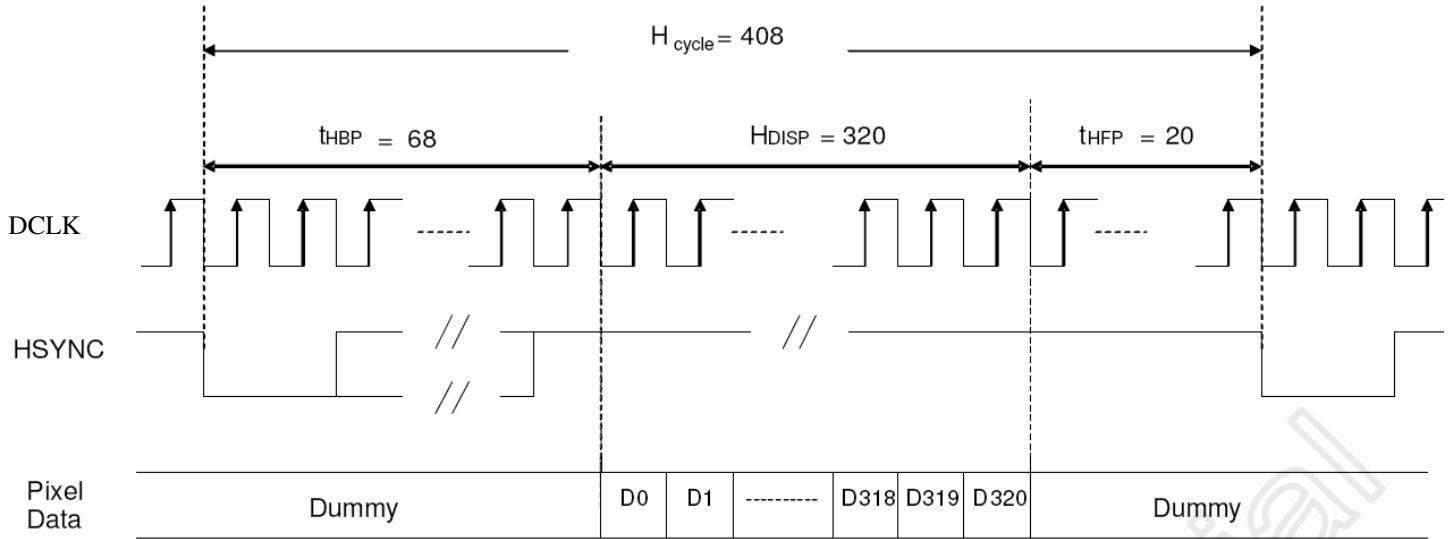 H cycle = 408
tHBP = 68
HDISP = 320
tHFP = 20
DCLK
------
------
------
HSYNC
//
//
//
Pixel
Data
Dummy
D0
D1
----------
D318
D319
D320
Dummy